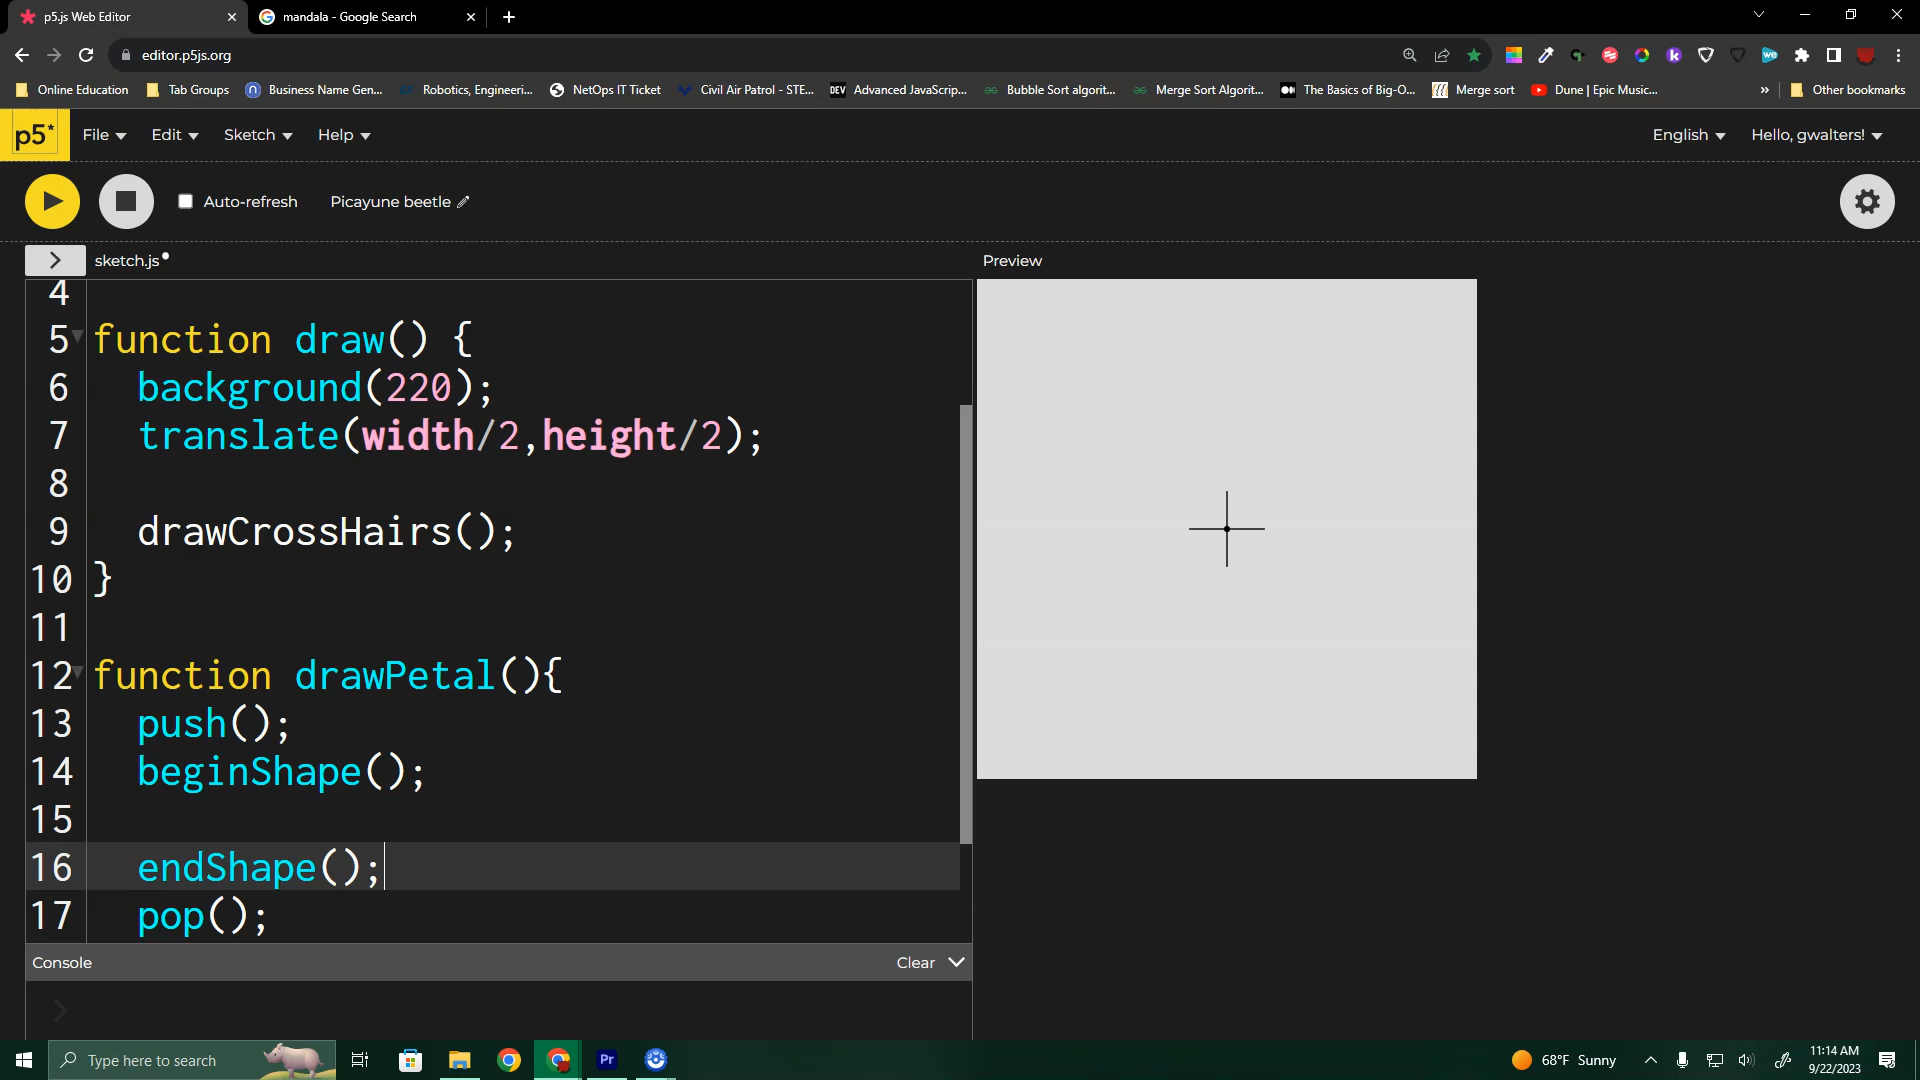 p5.js Web Editor
mandala - Google Search
editor.p5js.org
Online Education
Tab Groups
Business Name Gen...
Robotics, Engineeri...
NetOps IT Ticket
Civil Air Patrol - STE...
DEV Advanced JavaScrip...
Bubble Sort algorit...
Merge Sort Algorit...
The Basics of Big-O...
Merge sort
Dune | Epic Music...
»
Other bookmarks
p5* File Edit Sketch Help
English Hello, gwalters!
Auto-refresh Picayune beetle
> sketch.js•
Preview
4
5 function draw() {
6 background(220);
7 translate(width/2,height/2);
8
9 drawCrossHairs();
10 }
11
12 function drawPetal(){
13 push();
14 beginShape();
15
16 endShape();
17 pop();
Console Clear
>
Type here to search
Pr
68°F Sunny
11:14 AM
9/22/2023